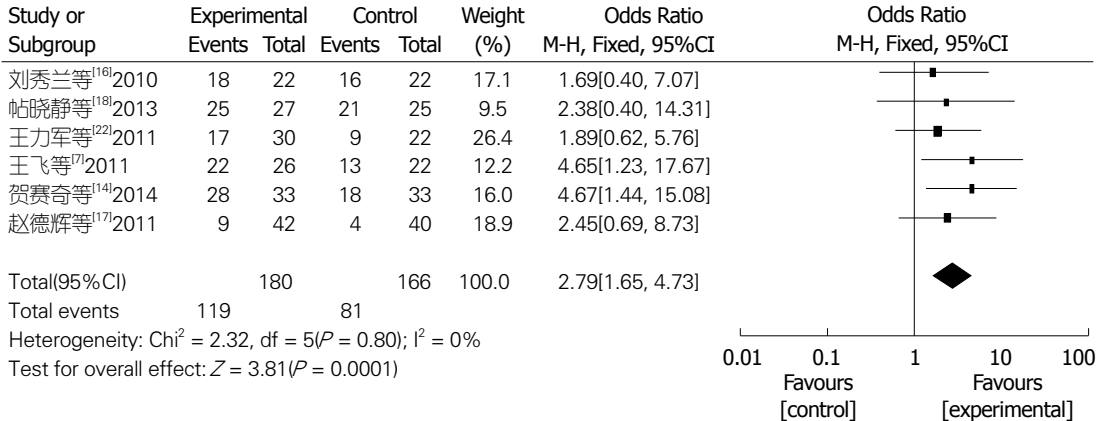 Study or Experimental Control Weight Odds Ratio Odds Ratio
Subgroup Events Total Events Total (%) M-H, Fixed, 95%CI M-H, Fixed, 95%CI
刘秀兰等[16]2010 18 22 16 22 17.1 1.69[0.40, 7.07]
帖晓静等[18]2013 25 27 21 25 9.5 2.38[0.40, 14.31]
王力军等[22]2011 17 30 9 22 26.4 1.89[0.62, 5.76]
王飞等[7]2011 22 26 13 22 12.2 4.65[1.23, 17.67]
贺赛奇等[14]2014 28 33 18 33 16.0 4.67[1.44, 15.08]
赵德辉等[17]2011 9 42 4 40 18.9 2.45[0.69, 8.73]
Total(95%CI) 180 166 100.0 2.79[1.65, 4.73]
Total events 119 81
Heterogeneity: Chi² = 2.32, df = 5(P = 0.80); I² = 0%
Test for overall effect: Z = 3.81(P = 0.0001)
0.01 0.1 1 10 100
Favours Favours
[control] [experimental]